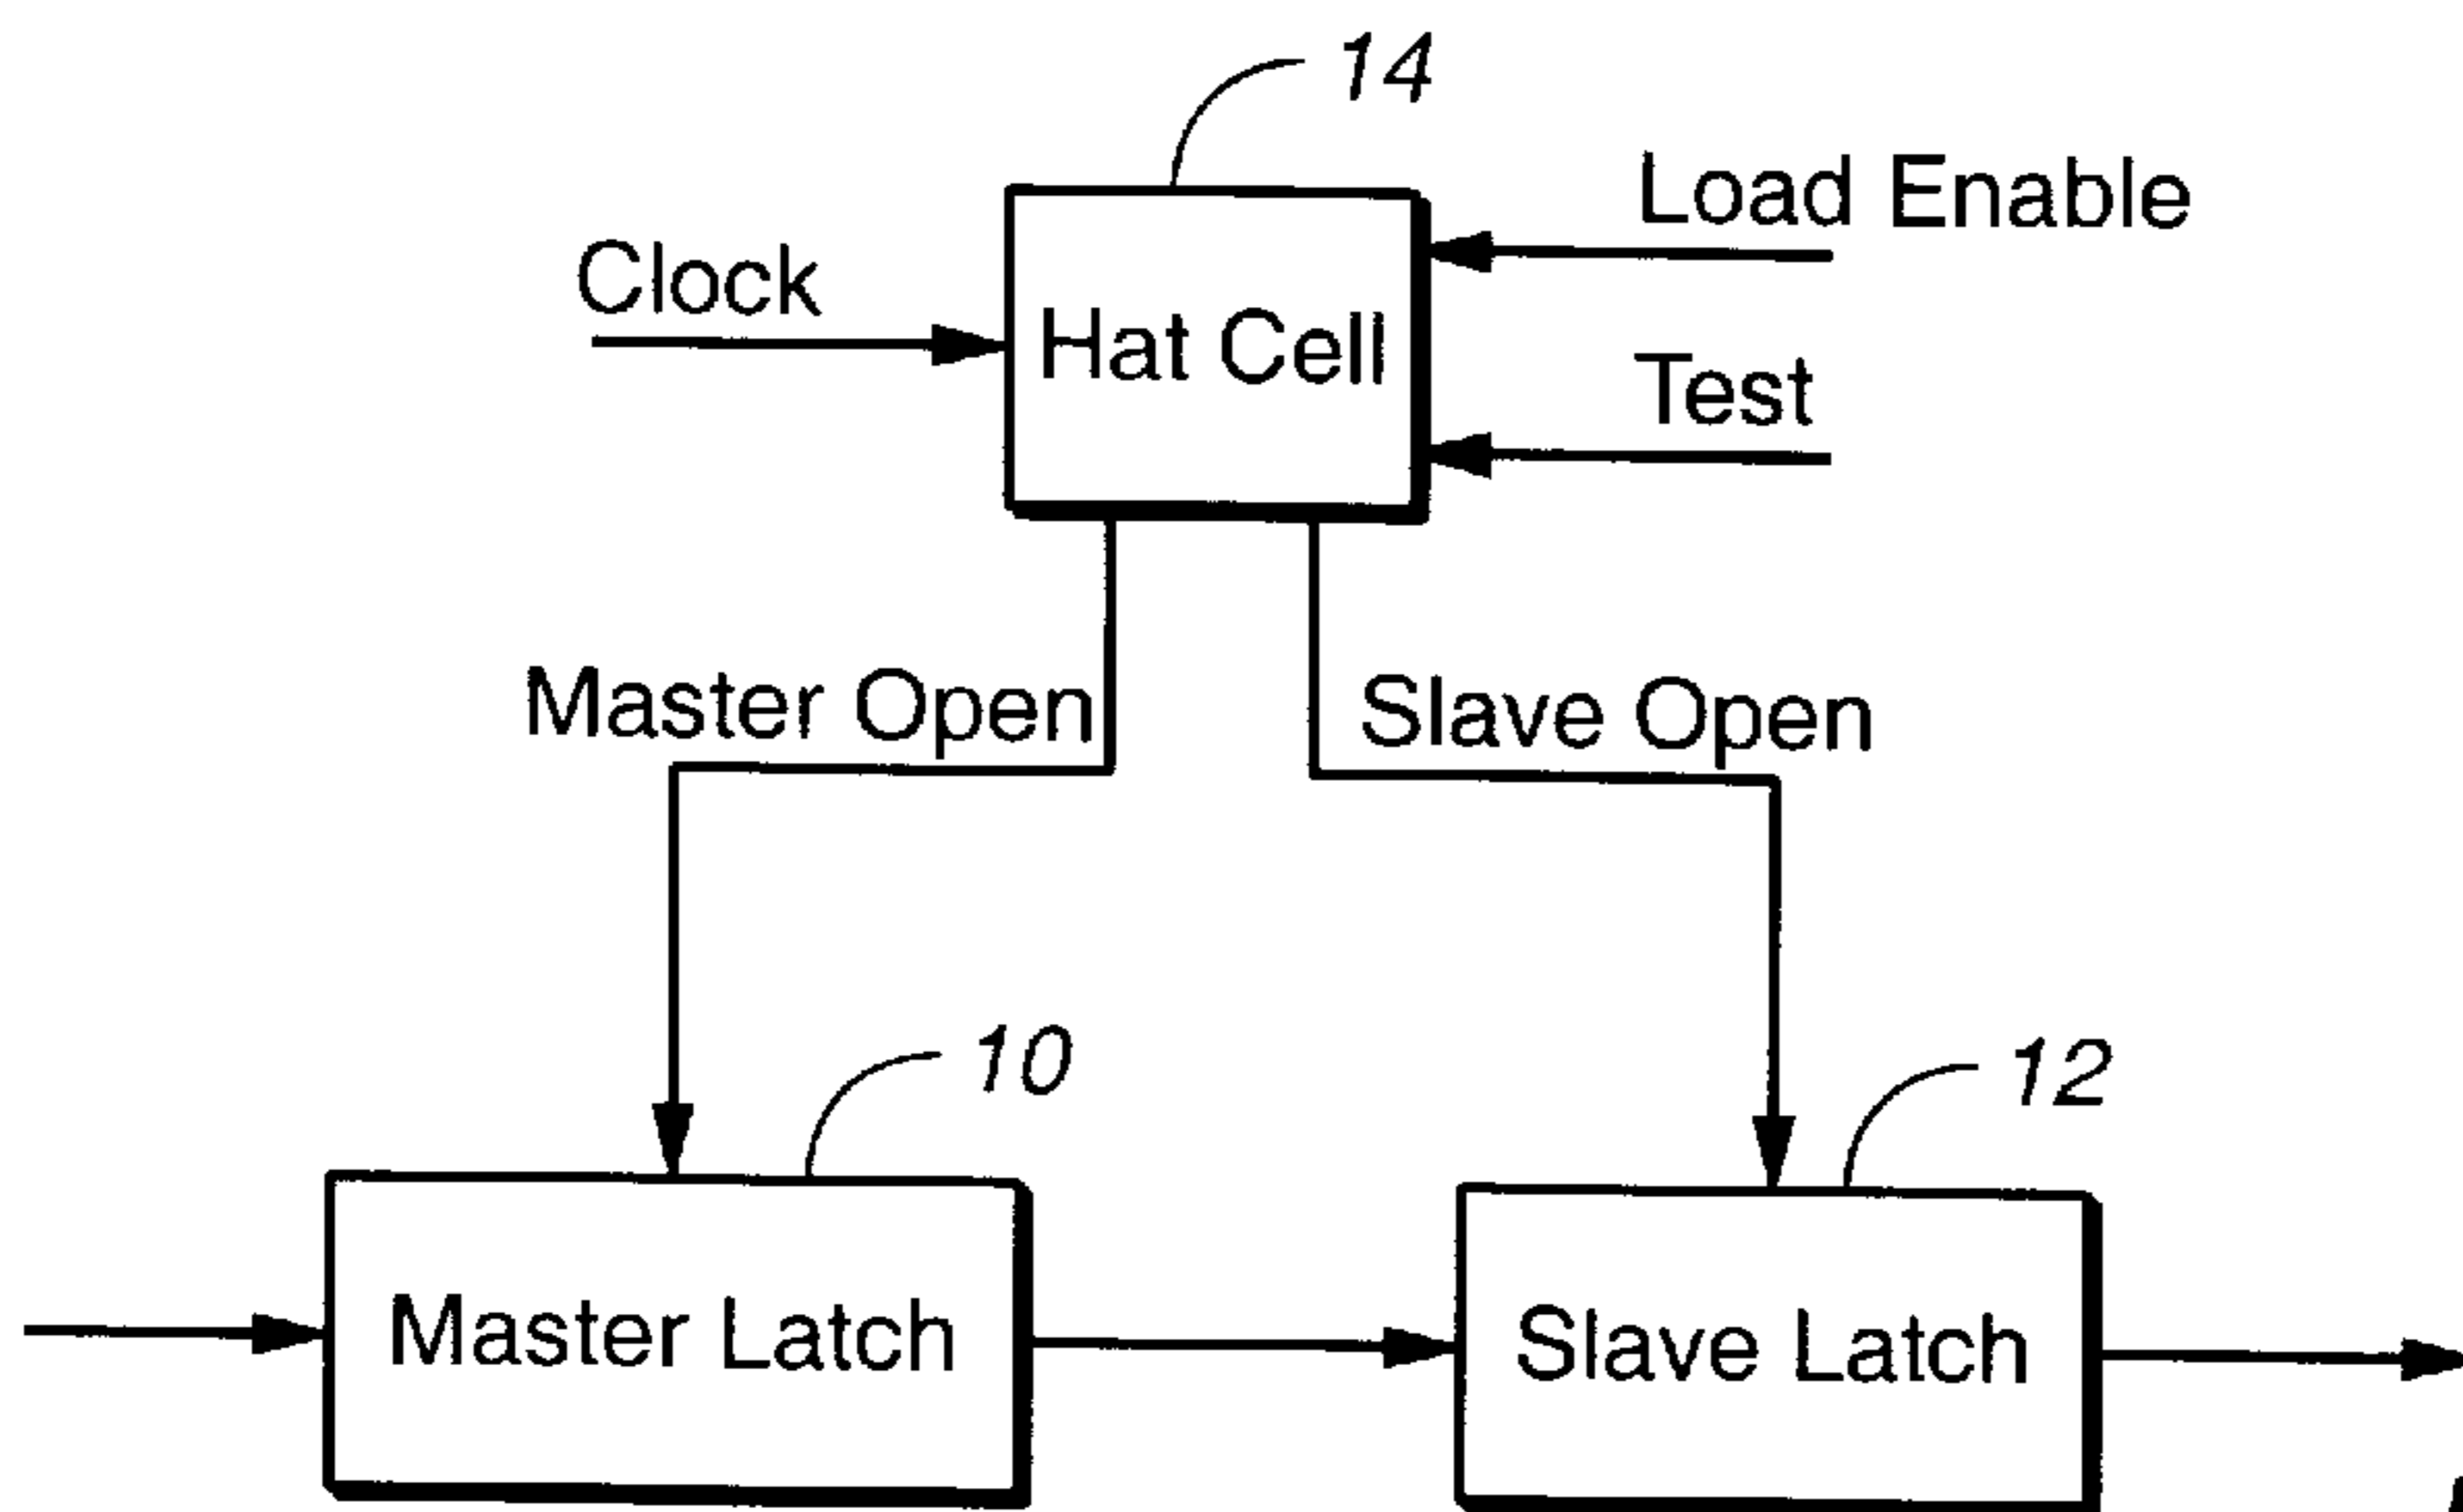 14
Load Enable
Clock
Hat Cell
Test
Master Open
Slave Open
10
12
Master Latch
Slave Latch